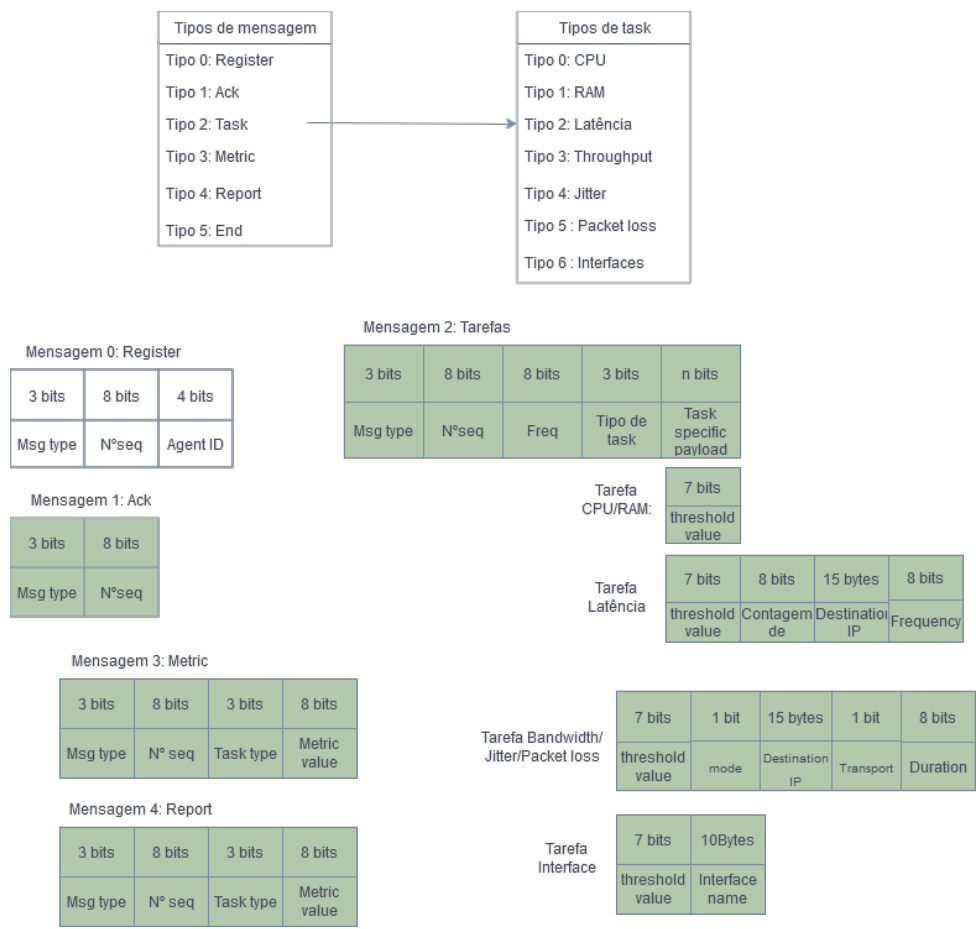 Tipos de mensagem
Tipo 0: Register
Tipo 1: Ack
Tipo 2: Task
Tipo 3: Metric
Tipo 4: Report
Tipo 5: End
Tipos de task
Tipo 0: CPU
Tipo 1: RAM
Tipo 2: Latência
Tipo 3: Throughput
Tipo 4: Jitter
Tipo 5 : Packet loss
Tipo 6 : Interfaces
Mensagem 0: Register
3 bits 8 bits 4 bits
Msg type NºSeq Agent ID
Mensagem 1: Ack
3 bits 8 bits
Msg type NºSeq
Mensagem 2: Tarefas
3 bits 8 bits 8 bits 3 bits n bits
Msg type NºSeq Freq Tipo de task Task specific payload
Tarefa
CPU/RAM:
7 bits
threshold
value
Tarefa
Latência
7 bits 8 bits 15 bytes 8 bits
threshold value Contagem de Destination IP Frequency
Mensagem 3: Metric
3 bits 8 bits 3 bits 8 bits
Msg type Nº seq Task type Metric value
Tarefa Bandwidth/
Jitter/Packet loss
7 bits 1 bit 15 bytes 1 bit 8 bits
threshold value mode Destination IP Transport Duration
Mensagem 4: Report
3 bits 8 bits 3 bits 8 bits
Msg type Nº seq Task type Metric value
Tarefa
Interface
7 bits 10Bytes
threshold value Interface name